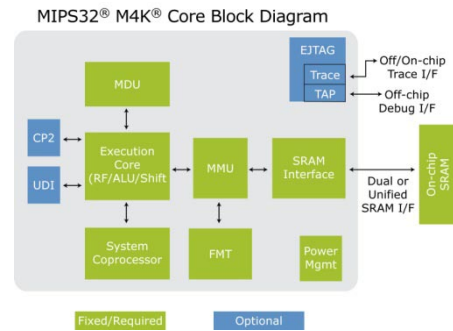 MIPS32® M4K® Core Block Diagram
EJTAG
Trace
TAP
Off/On-chip
Trace I/F
Off-chip
Debug I/F
MDU
CP2
UDI
Execution
Core
(RF/ALU/Shift
MMU
SRAM
Interface
Dual or
Unified
SRAM I/F
On-chip
SRAM
System
Coprocessor
FMT
Power
Mgmt
Fixed/Required
Optional